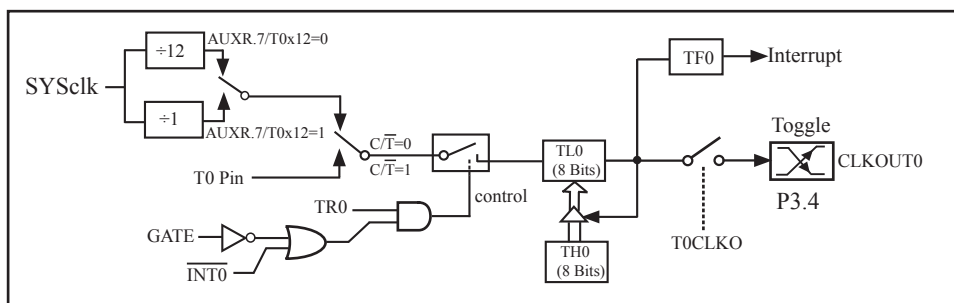 ÷12
AUXR.7/T0x12=0
SYSclk
÷1
AUXR.7/T0x12=1
T0 Pin
C/T̅=0
C/T̅=1
TR0
GATE
I̅N̅T̅0̅
control
TL0
(8 Bits)
TH0
(8 Bits)
TF0
Interrupt
Toggle
CLKOUT0
P3.4
T0CLKO